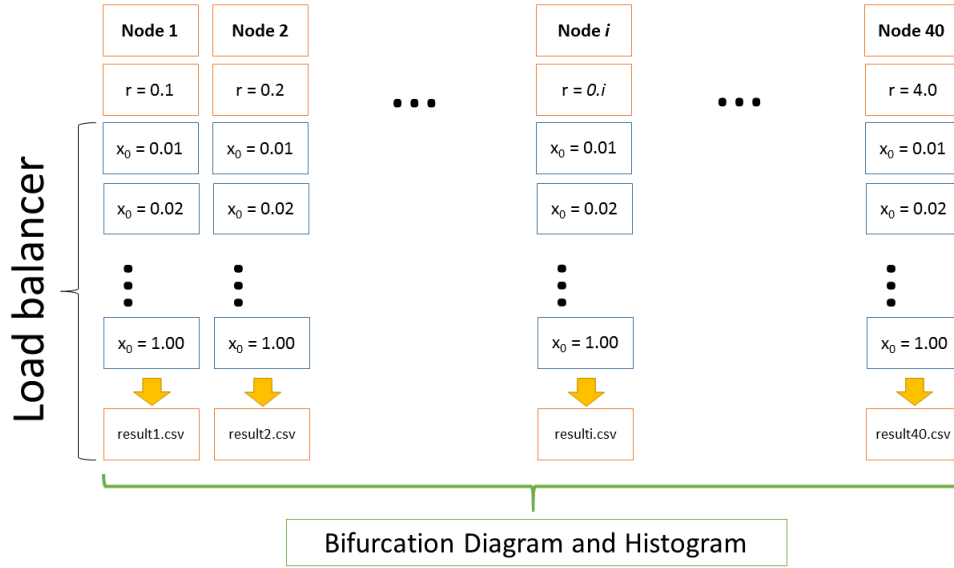 Node 1
Node 2
Node i
Node 40
r = 0.1
r = 0.2
...
r = 0.i
...
r = 4.0
Load balancer
x₀ = 0.01
x₀ = 0.01
x₀ = 0.01
x₀ = 0.01
x₀ = 0.02
x₀ = 0.02
x₀ = 0.02
x₀ = 0.02
x₀ = 1.00
x₀ = 1.00
x₀ = 1.00
x₀ = 1.00
result1.csv
result2.csv
resulti.csv
result40.csv
Bifurcation Diagram and Histogram